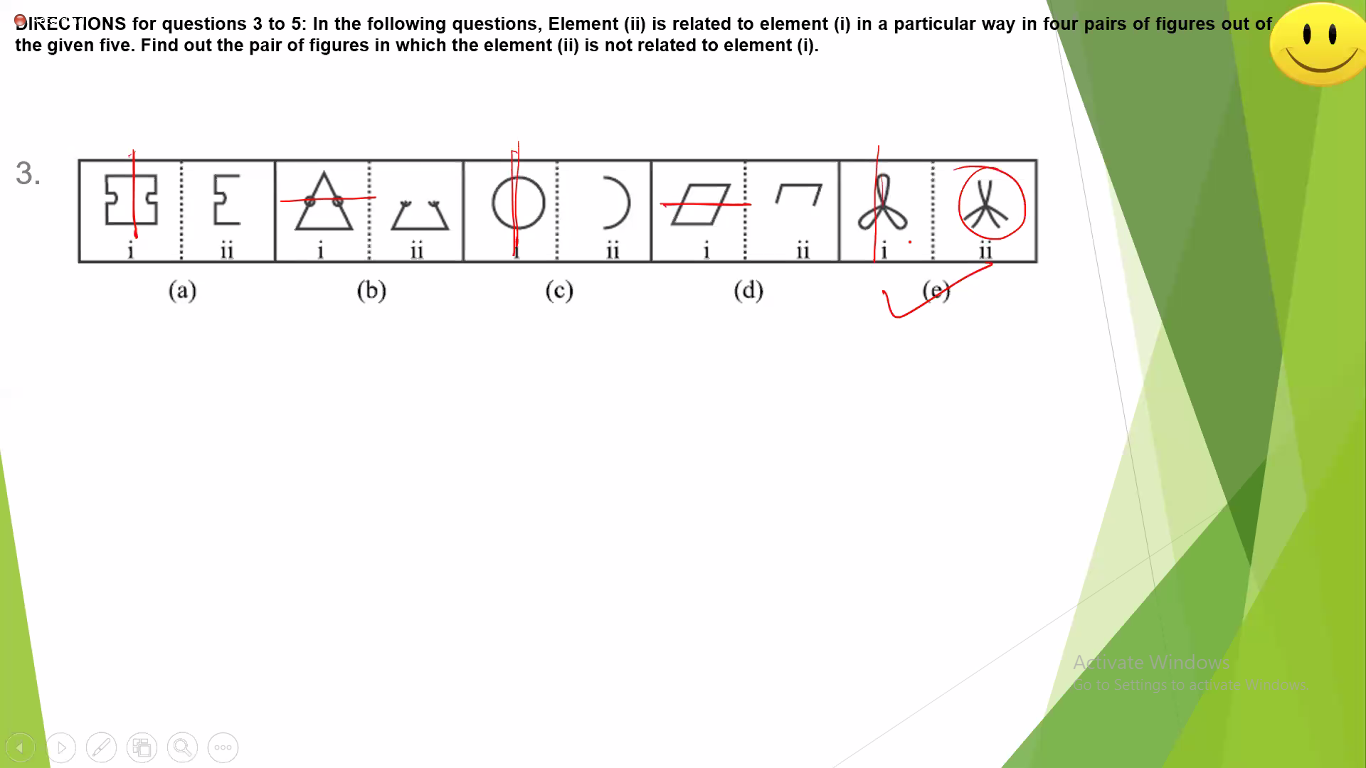 DIRECTIONS for questions 3 to 5: In the following questions, Element (ii) is related to element (i) in a particular way in four pairs of figures out of
the given five. Find out the pair of figures in which the element (ii) is not related to element (i).
3.
i ii i ii i ii i ii i ii
(a) (b) (c) (d) (e)
Activate Windows
Go to Settings to activate Windows.